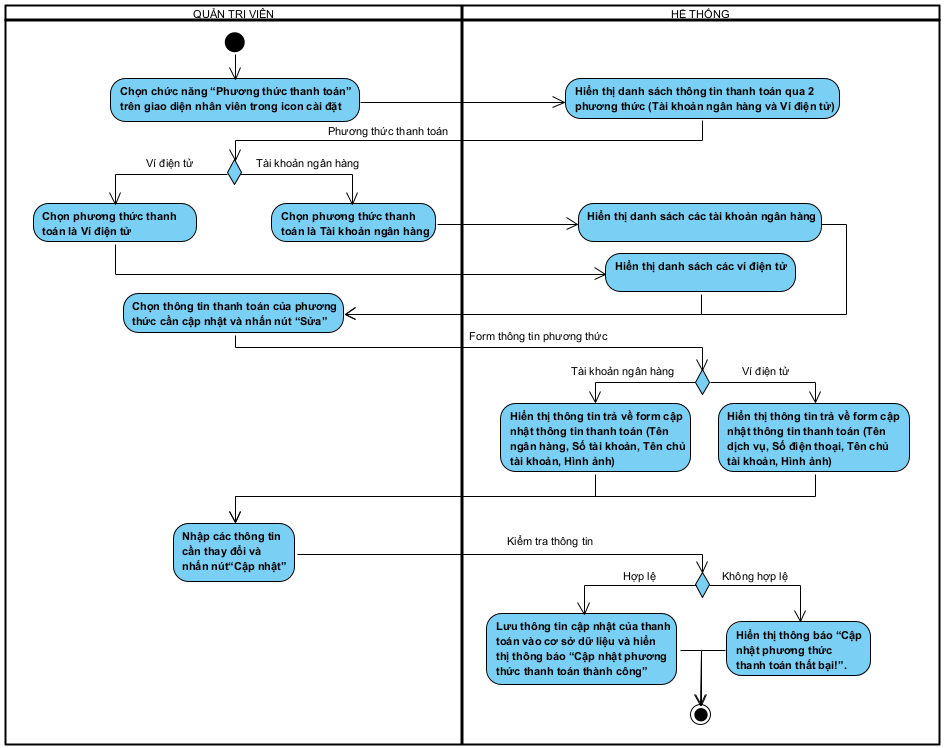 QUẢN TRỊ VIÊN
HỆ THỐNG
Chọn chức năng “Phương thức thanh toán”
trên giao diện nhân viên trong icon cài đặt
Hiển thị danh sách thông tin thanh toán qua 2
phương thức (Tài khoản ngân hàng và Ví điện tử)
Phương thức thanh toán
Ví điện tử
Tài khoản ngân hàng
Chọn phương thức thanh
toán là Ví điện tử
Chọn phương thức thanh
toán là Tài khoản ngân hàng
Hiển thị danh sách các tài khoản ngân hàng
Hiển thị danh sách các ví điện tử
Chọn thông tin thanh toán của phương
thức cần cập nhật và nhấn nút “Sửa”
Form thông tin phương thức
Tài khoản ngân hàng
Ví điện tử
Hiển thị thông tin trả về form cập
nhật thông tin thanh toán (Tên
ngân hàng, Số tài khoản, Tên chủ
tài khoản, Hình ảnh)
Hiển thị thông tin trả về form cập
nhật thông tin thanh toán (Tên
dịch vụ, Số điện thoại, Tên chủ
tài khoản, Hình ảnh)
Nhập các thông tin
cần thay đổi và
nhấn nút“Cập nhật”
Kiểm tra thông tin
Hợp lệ
Không hợp lệ
Lưu thông tin cập nhật của thanh
toán vào cơ sở dữ liệu và hiển
thị thông báo “Cập nhật phương
thức thanh toán thành công”
Hiển thị thông báo “Cập
nhật phương thức
thanh toán thất bại!”.